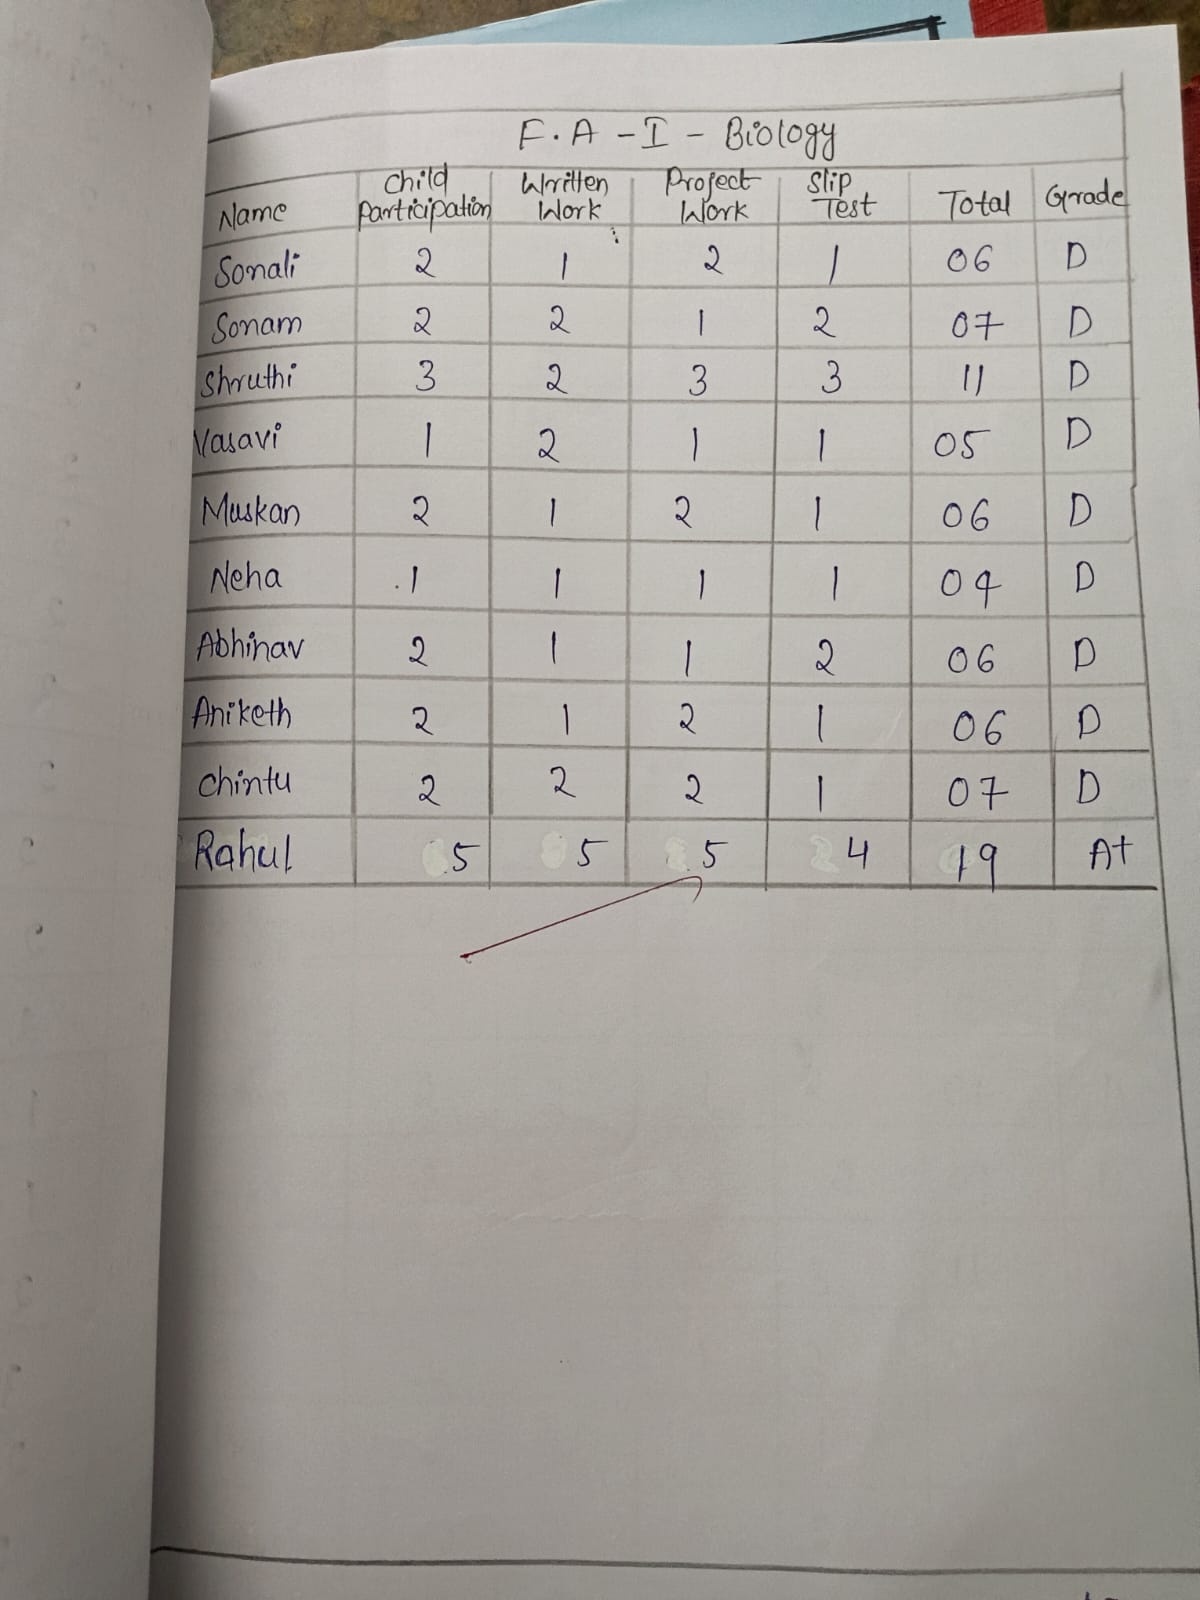 F.A - I - Biology
Name Child Participation Written Work Project Work Slip Test Total Grade
Sonali 2 1 2 1 06 D
Sonam 2 2 1 2 07 D
Shruthi 3 2 3 3 11 D
Vasavi 1 2 1 1 05 D
Muskan 2 1 2 1 06 D
Neha 1 1 1 1 04 D
Abhinav 2 1 1 2 06 D
Aniketh 2 1 2 1 06 D
Chintu 2 2 2 1 07 D
Rahul 5 5 5 4 19 A+